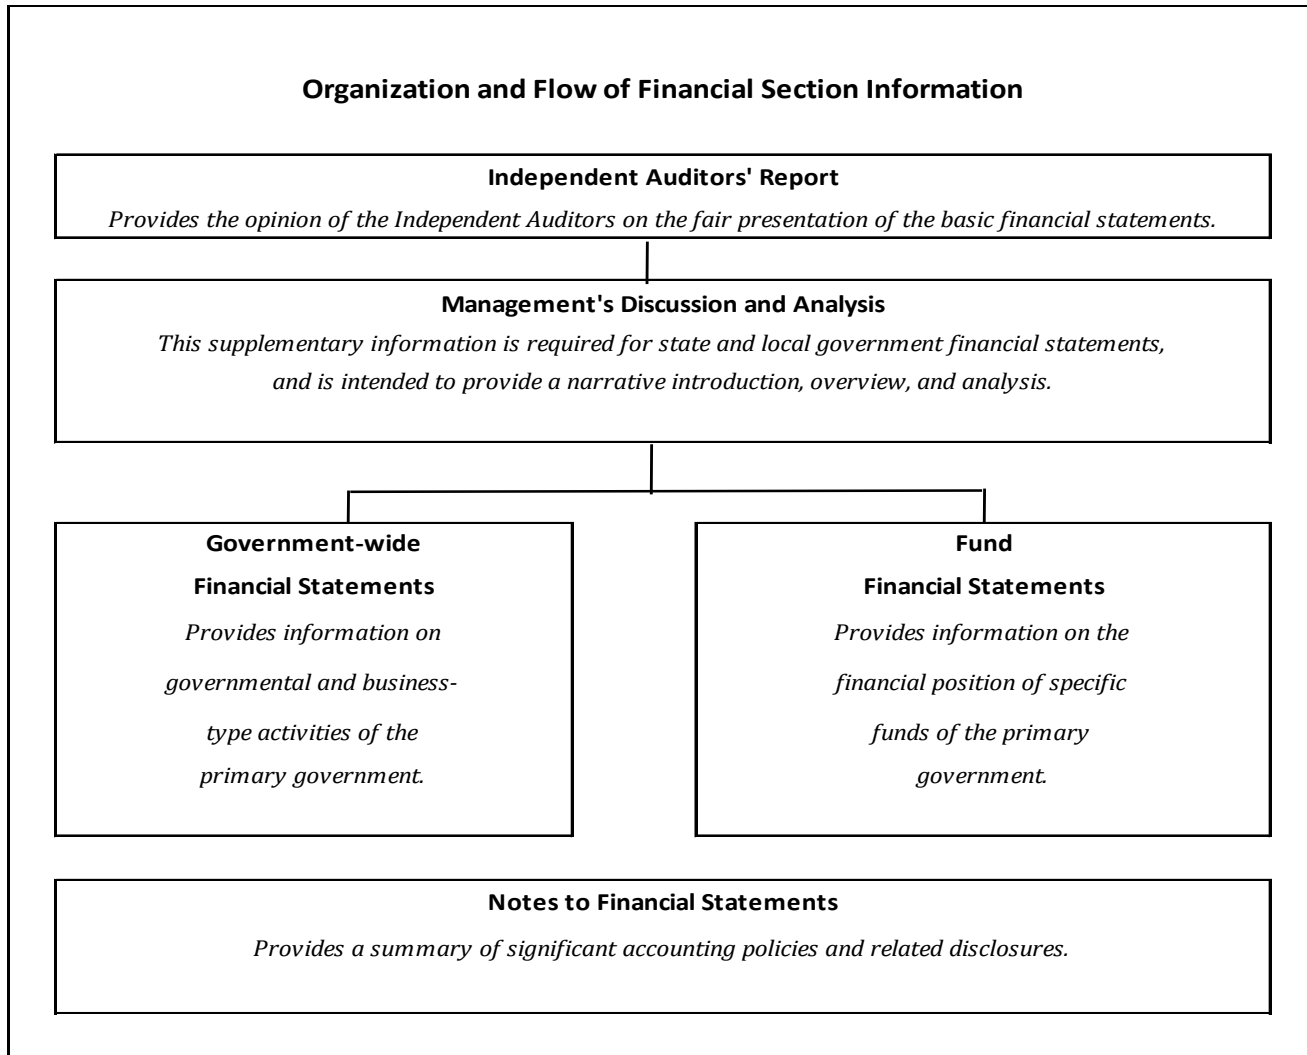 Organization and Flow of Financial Section Information
Independent Auditors' Report
Provides the opinion of the Independent Auditors on the fair presentation of the basic financial statements.
Management's Discussion and Analysis
This supplementary information is required for state and local government financial statements,
and is intended to provide a narrative introduction, overview, and analysis.
Government-wide
Financial Statements
Provides information on
governmental and business-
type activities of the
primary government.
Fund
Financial Statements
Provides information on the
financial position of specific
funds of the primary
government.
Notes to Financial Statements
Provides a summary of significant accounting policies and related disclosures.